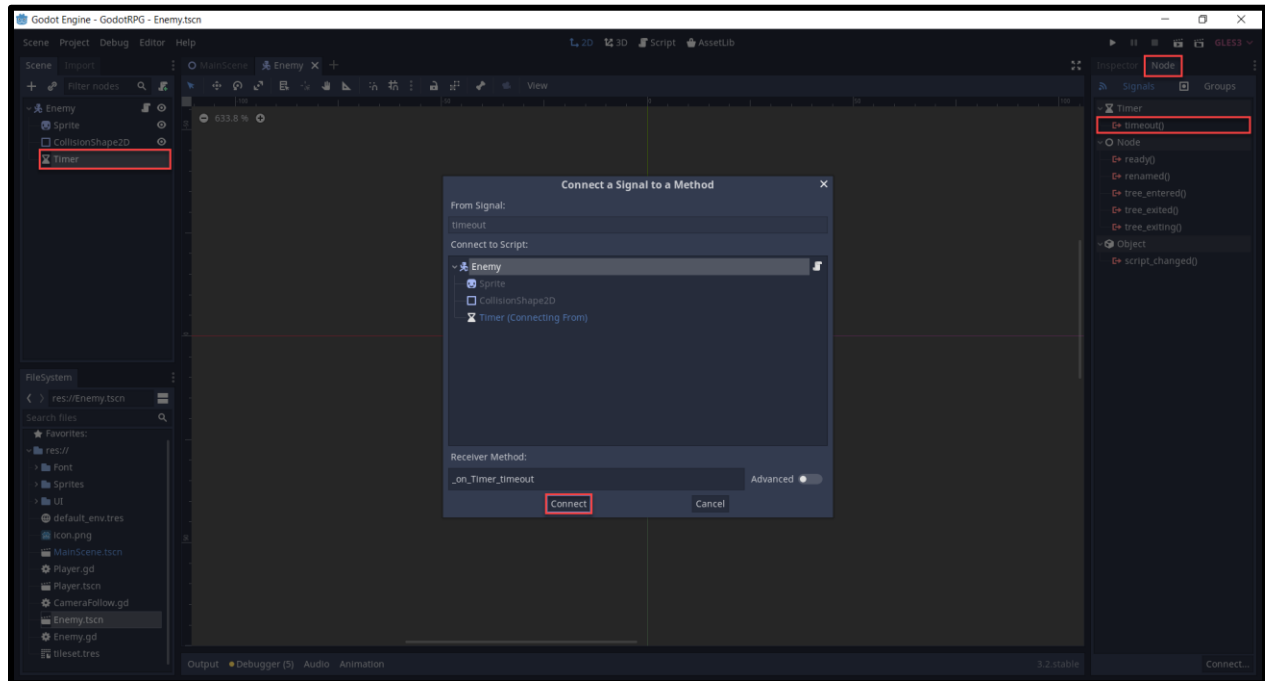 Godot Engine - GodotRPG - Enemy.tscn
Scene Project Debug Editor Help
2D 3D Script AssetLib
GLES3
Scene Import
MainScene Enemy
Inspector Node
Filter nodes
View
Signals Groups
Enemy
Sprite
CollisionShape2D
Timer
633.8 %
Timer
timeout()
Node
ready()
renamed()
tree_entered()
tree_exited()
tree_exiting()
Object
script_changed()
Connect a Signal to a Method
From Signal:
timeout
Connect to Script:
Enemy
Sprite
CollisionShape2D
Timer (Connecting From)
Receiver Method:
_on_Timer_timeout
Advanced
Connect Cancel
FileSystem
res://Enemy.tscn
Search files
Favorites:
res://
Font
Sprites
UI
default_env.tres
icon.png
MainScene.tscn
Player.gd
Player.tscn
CameraFollow.gd
Enemy.tscn
Enemy.gd
tileset.tres
Output Debugger (5) Audio Animation
3.2.stable
Connect...